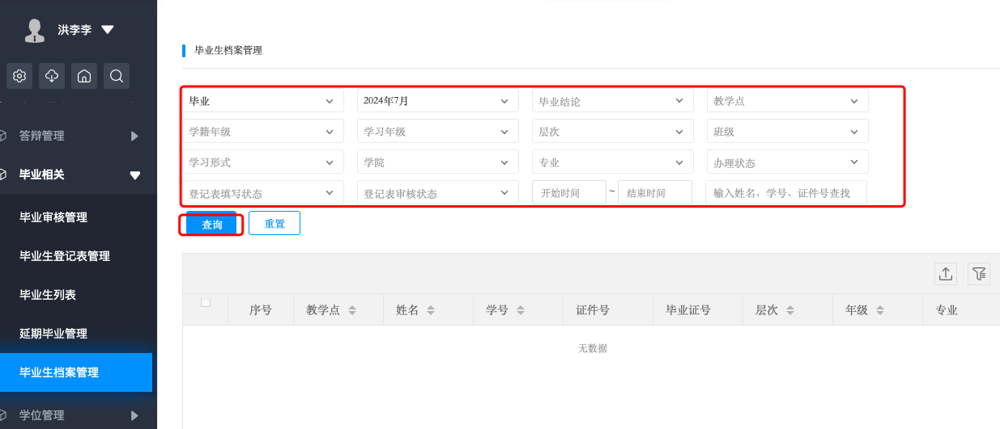 洪李李
答辩管理
毕业相关
毕业审核管理
毕业生登记表管理
毕业生列表
延期毕业管理
毕业生档案管理
学位管理
毕业生档案管理
毕业 2024年7月 毕业结论 教学点
学籍年级 学习年级 层次 班级
学习形式 学院 专业 办理状态
登记表填写状态 登记表审核状态 开始时间 ~ 结束时间 输入姓名、学号、证件号查找
查询 重置
序号 教学点 姓名 学号 证件号 毕业证号 层次 年级 专业
无数据